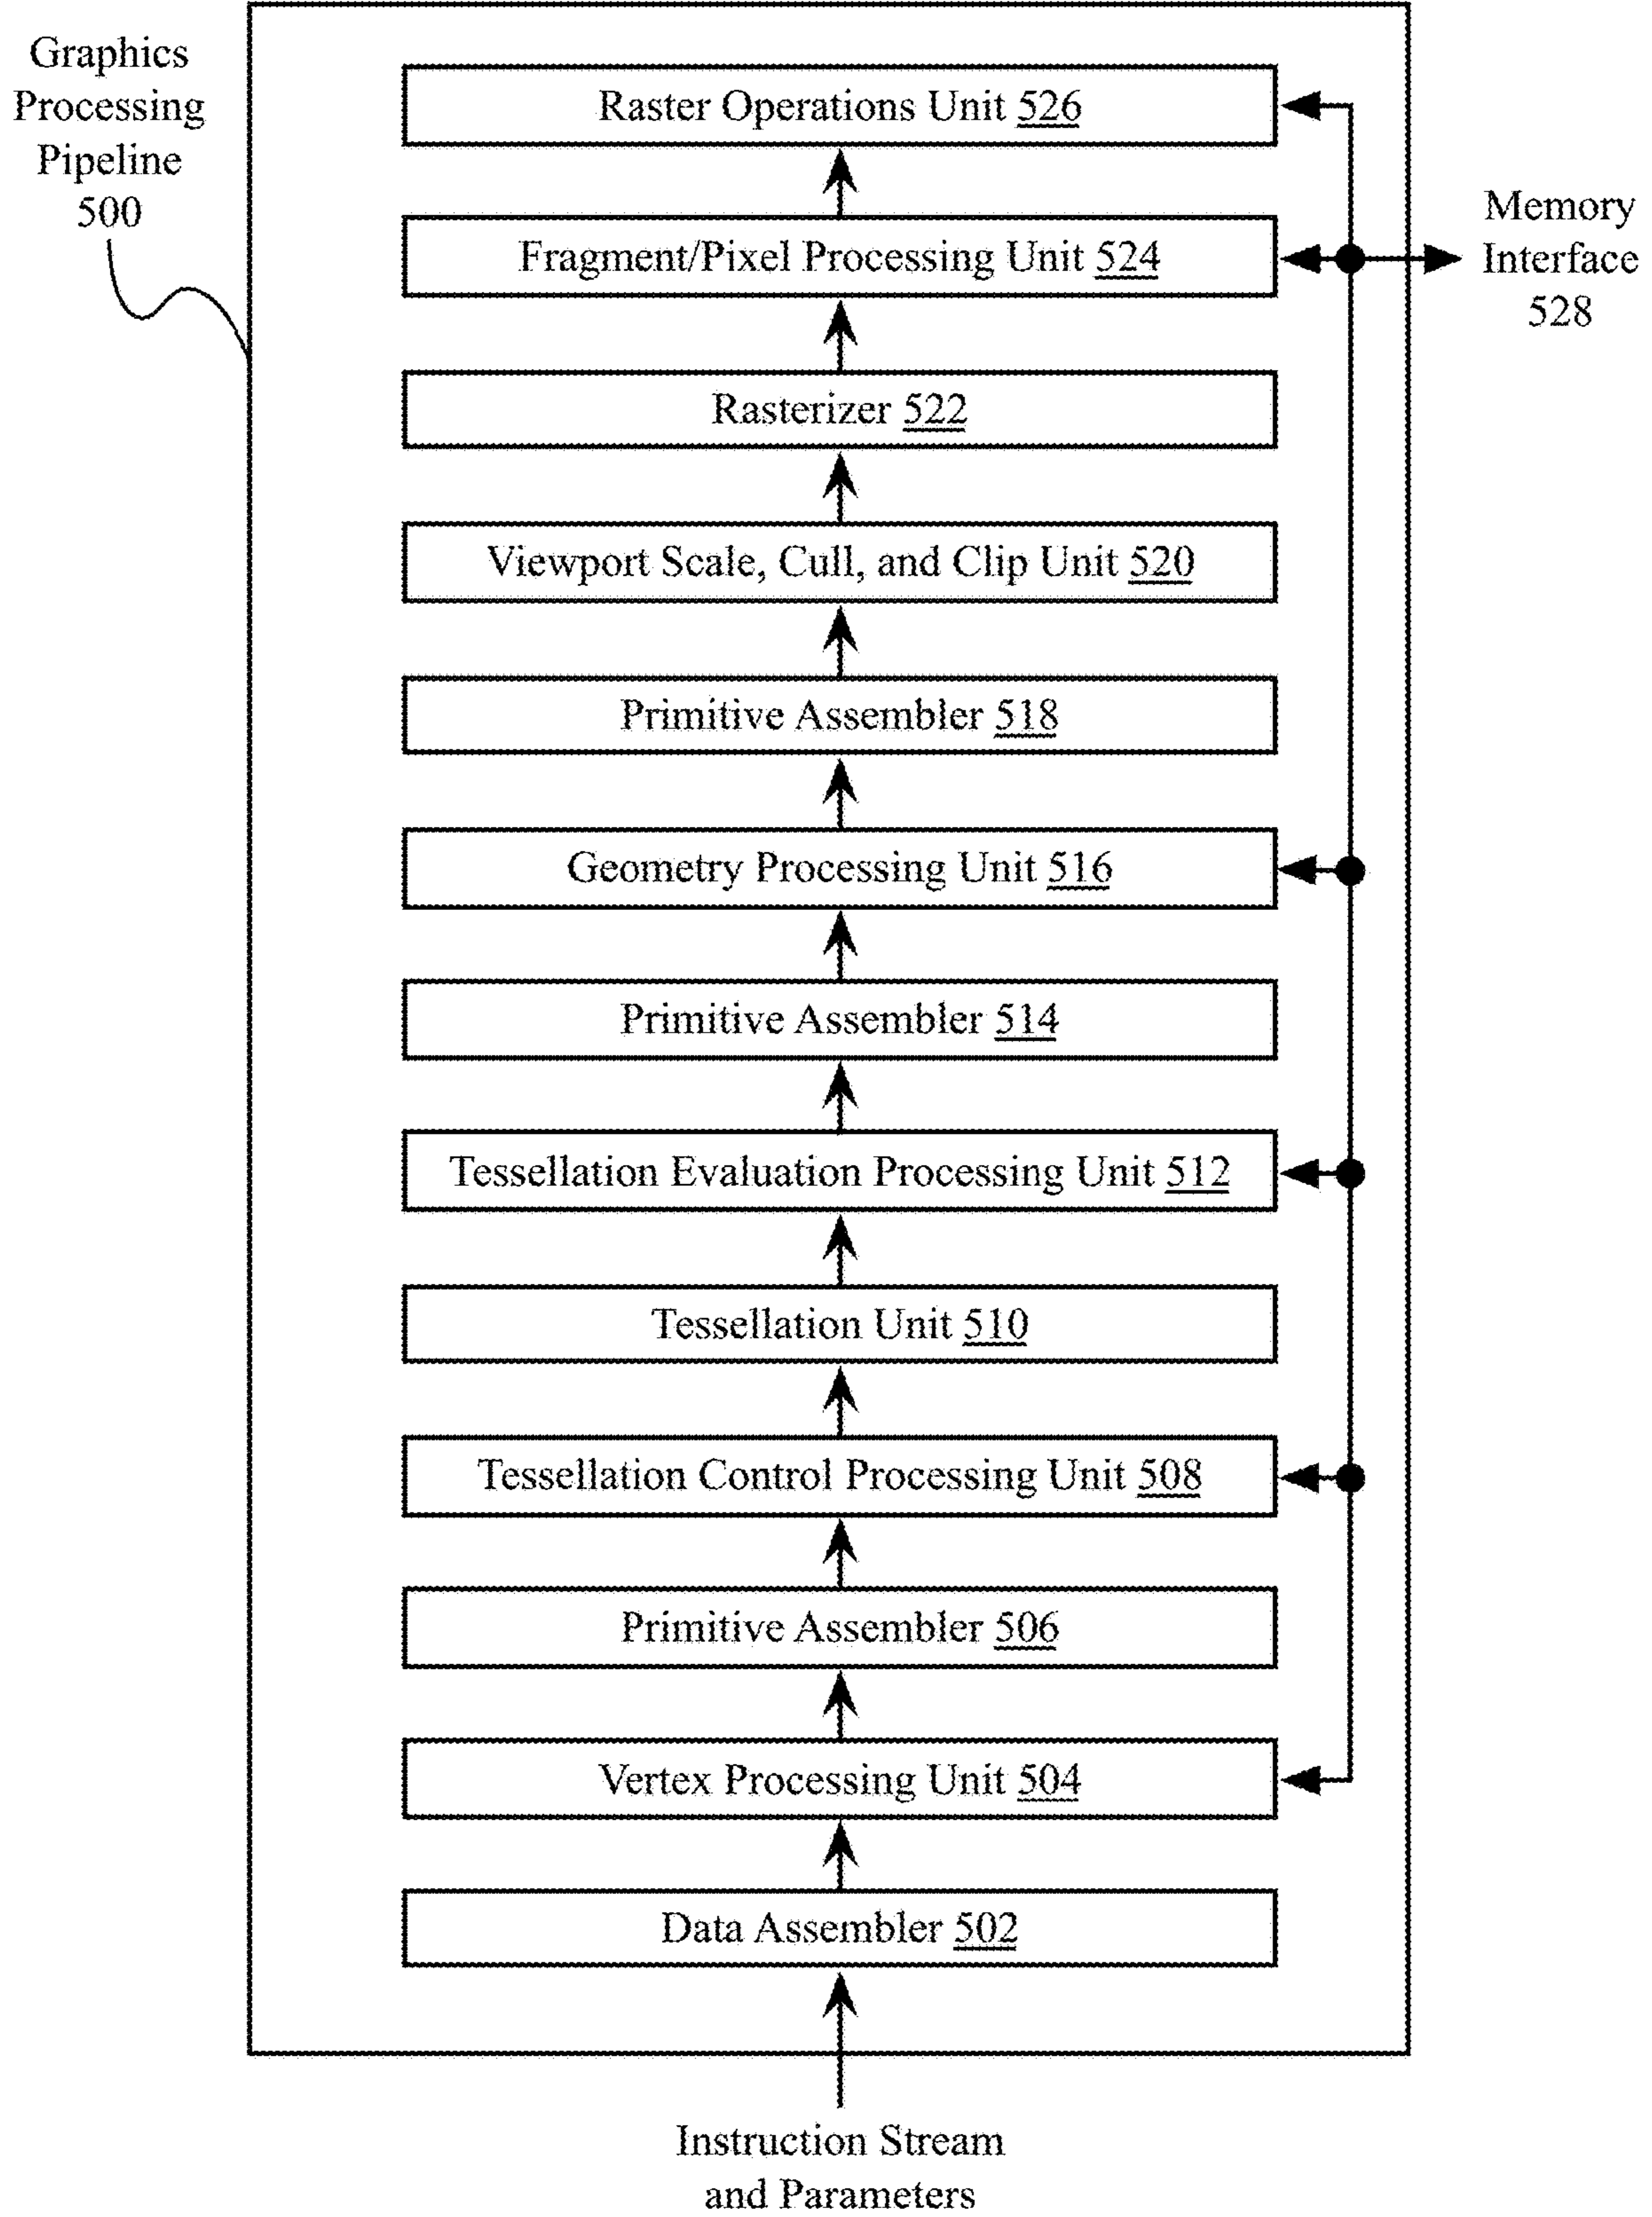 Graphics
Processing
Pipeline
500
Raster Operations Unit 526
Fragment/Pixel Processing Unit 524
Memory
Interface
528
Rasterizer 522
Viewport Scale, Cull, and Clip Unit 520
Primitive Assembler 518
Geometry Processing Unit 516
Primitive Assembler 514
Tessellation Evaluation Processing Unit 512
Tessellation Unit 510
Tessellation Control Processing Unit 508
Primitive Assembler 506
Vertex Processing Unit 504
Data Assembler 502
Instruction Stream
and Parameters